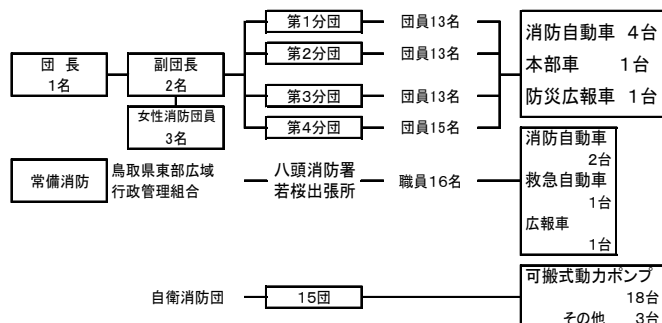 団 長
1名
副団長
2名
女性消防団員
3名
第1分団 団員13名
第2分団 団員13名
第3分団 団員13名
第4分団 団員15名
消防自動車 4台
本部車 1台
防災広報車 1台
常備消防
鳥取県東部広域
行政管理組合
八頭消防署
若桜出張所
職員16名
消防自動車
2台
救急自動車
1台
広報車
1台
自衛消防団
15団
可搬式動力ポンプ
18台
その他 3台